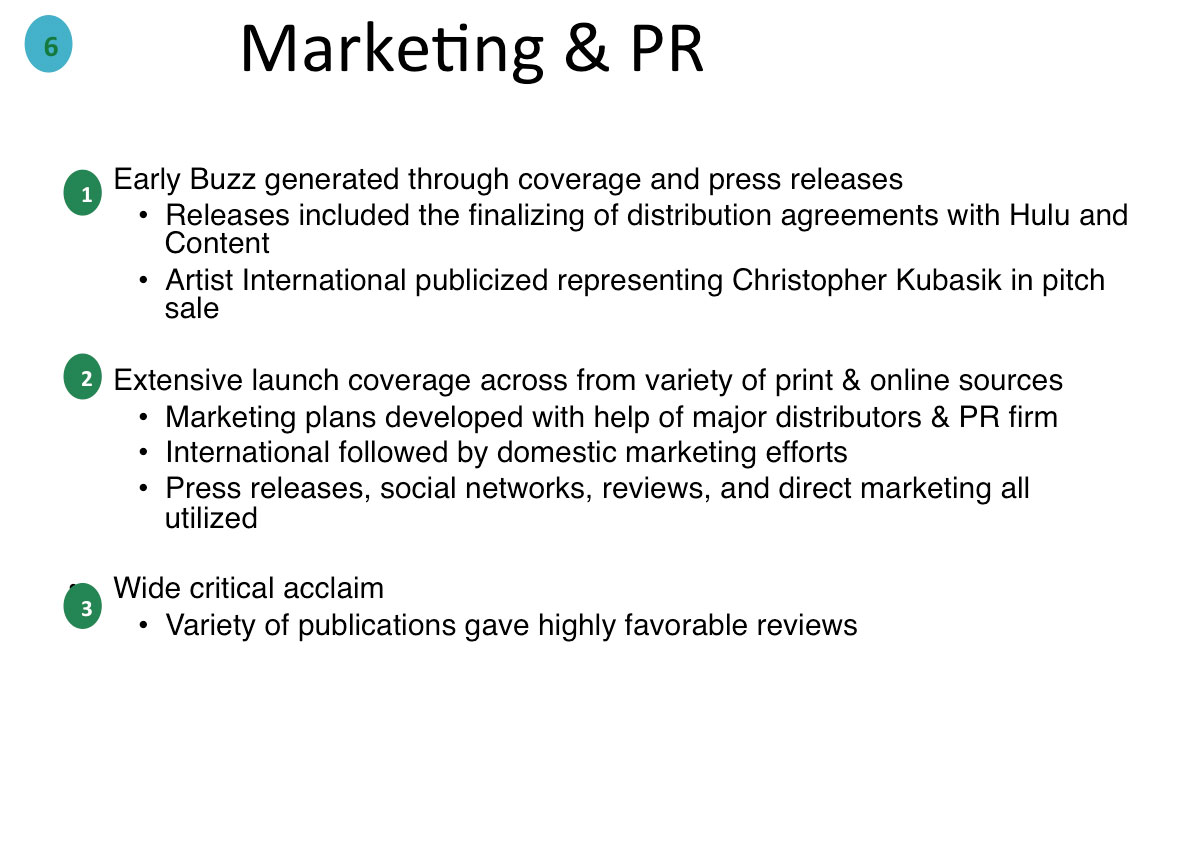 6
Marketing & PR
1
Early Buzz generated through coverage and press releases
• Releases included the finalizing of distribution agreements with Hulu and
Content
• Artist International publicized representing Christopher Kubasik in pitch
sale
2
Extensive launch coverage across from variety of print & online sources
• Marketing plans developed with help of major distributors & PR firm
• International followed by domestic marketing efforts
• Press releases, social networks, reviews, and direct marketing all
utilized
3
Wide critical acclaim
• Variety of publications gave highly favorable reviews